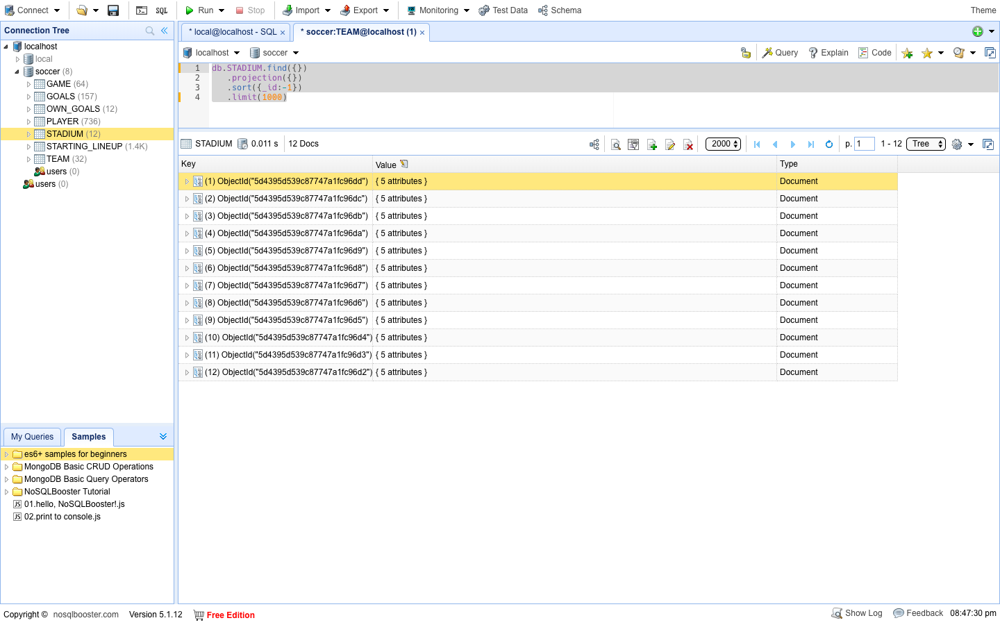 Connect Run Stop Import Export Monitoring Test Data Schema Theme
Connection Tree
localhost
local
soccer (8)
GAME (64)
GOALS (157)
OWN_GOALS (12)
PLAYER (736)
STADIUM (12)
STARTING_LINEUP (1.4K)
TEAM (32)
users (0)
users (0)
My Queries Samples
es6+ samples for beginners
MongoDB Basic CRUD Operations
MongoDB Basic Query Operators
NoSQLBooster Tutorial
01.hello, NoSQLBooster!.js
02.print to console.js
* local@localhost - SQL × * soccer:TEAM@localhost (1) ×
localhost soccer Query Explain Code
1 db.STADIUM.find({})
2 .projection({})
3 .sort({_id:-1})
4 .limit(1000)
STADIUM 0.011 s 12 Docs 2000 p. 1 1 - 12 Tree
Key Value Type
(1) ObjectId("5d4395d539c87747a1fc96dd") { 5 attributes } Document
(2) ObjectId("5d4395d539c87747a1fc96dc") { 5 attributes } Document
(3) ObjectId("5d4395d539c87747a1fc96db") { 5 attributes } Document
(4) ObjectId("5d4395d539c87747a1fc96da") { 5 attributes } Document
(5) ObjectId("5d4395d539c87747a1fc96d9") { 5 attributes } Document
(6) ObjectId("5d4395d539c87747a1fc96d8") { 5 attributes } Document
(7) ObjectId("5d4395d539c87747a1fc96d7") { 5 attributes } Document
(8) ObjectId("5d4395d539c87747a1fc96d6") { 5 attributes } Document
(9) ObjectId("5d4395d539c87747a1fc96d5") { 5 attributes } Document
(10) ObjectId("5d4395d539c87747a1fc96d4") { 5 attributes } Document
(11) ObjectId("5d4395d539c87747a1fc96d3") { 5 attributes } Document
(12) ObjectId("5d4395d539c87747a1fc96d2") { 5 attributes } Document
Copyright © nosqlbooster.com Version 5.1.12 Free Edition Show Log Feedback 08:47:30 pm